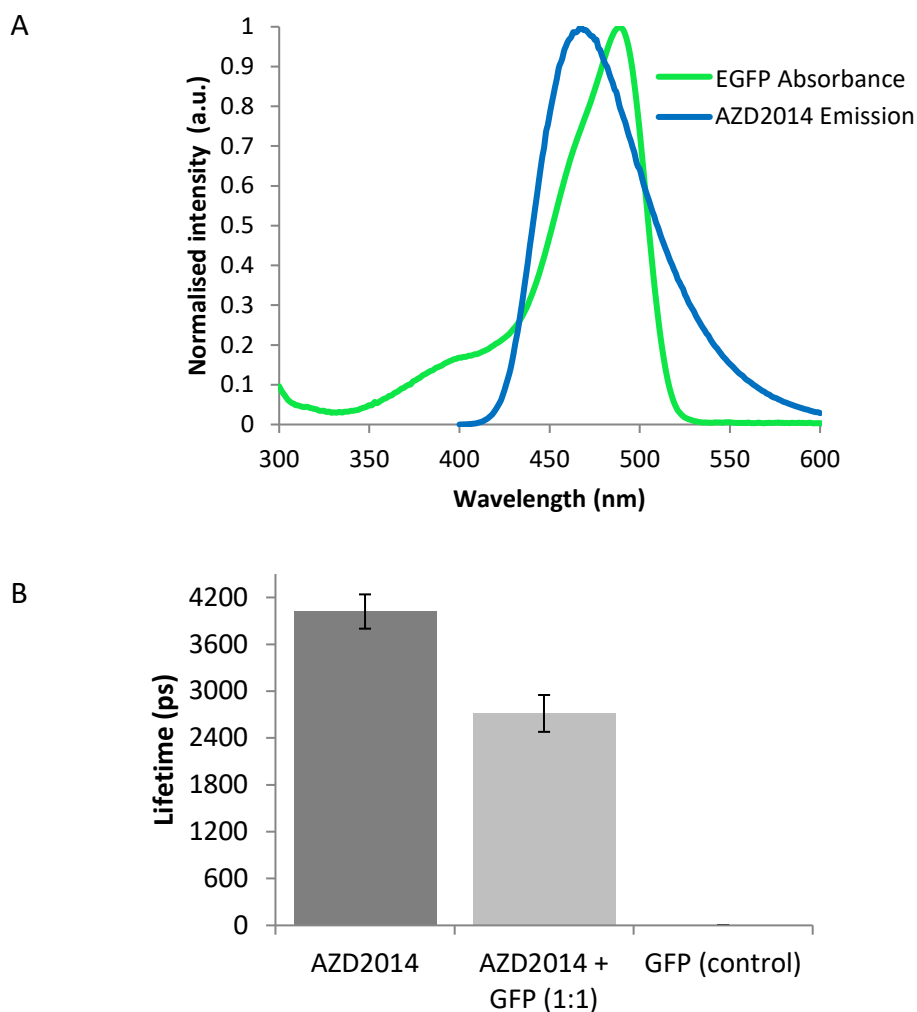 A
Normalised intensity (a.u.)
1
0.9
0.8
0.7
0.6
0.5
0.4
0.3
0.2
0.1
0
300 350 400 450 500 550 600
Wavelength (nm)
EGFP Absorbance
AZD2014 Emission
B
Lifetime (ps)
4200
3600
3000
2400
1800
1200
600
0
AZD2014 AZD2014 + GFP (control)
GFP (1:1)